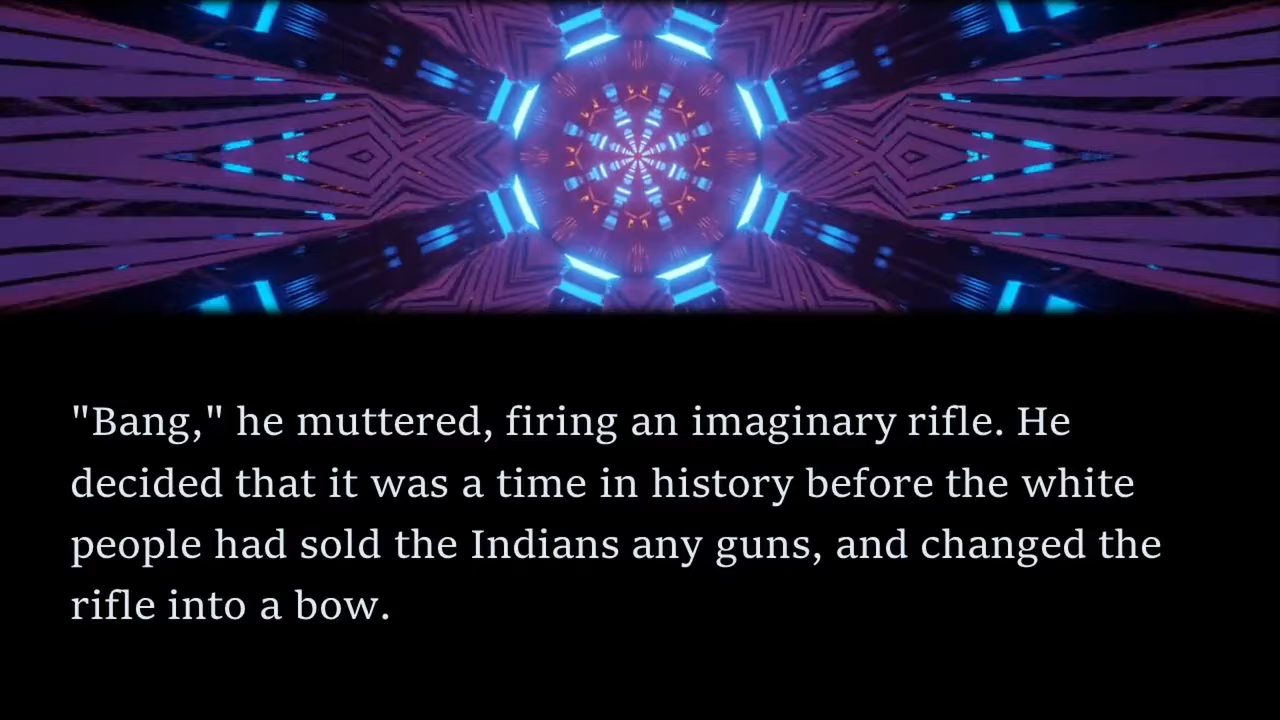 "Bang," he muttered, firing an imaginary rifle. He
decided that it was a time in history before the white
people had sold the Indians any guns, and changed the
rifle into a bow.